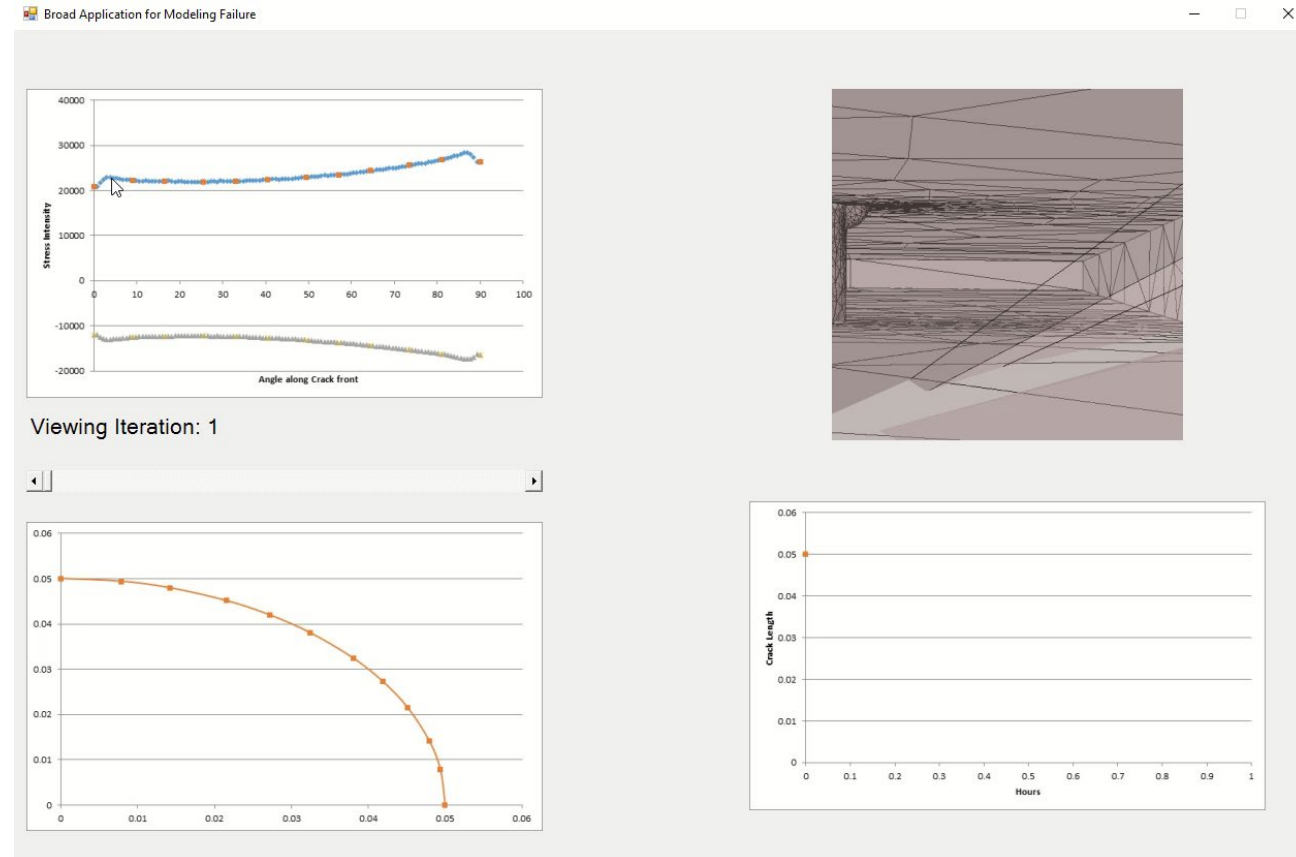 Broad Application for Modeling Failure
40000
30000
20000
10000
0
-10000
-20000
Stress Intensity
0 10 20 30 40 50 60 70 80 90 100
Angle along Crack front
Viewing Iteration: 1
0.06
0.05
0.04
0.03
0.02
0.01
0
0 0.01 0.02 0.03 0.04 0.05 0.06
0.06
0.05
0.04
0.03
0.02
0.01
0
Crack Length
0 0.1 0.2 0.3 0.4 0.5 0.6 0.7 0.8 0.9 1
Hours